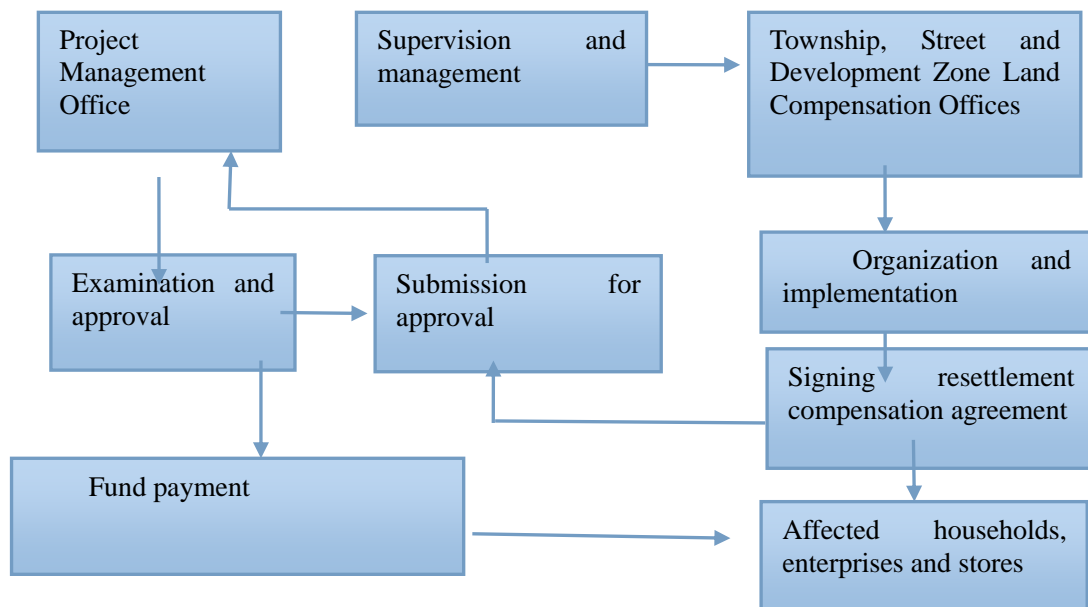 Project
Management
Office
Supervision and
management
Township, Street and
Development Zone Land
Compensation Offices
Examination and
approval
Submission for
approval
Organization and
implementation
Signing resettlement
compensation agreement
Fund payment
Affected households,
enterprises and stores